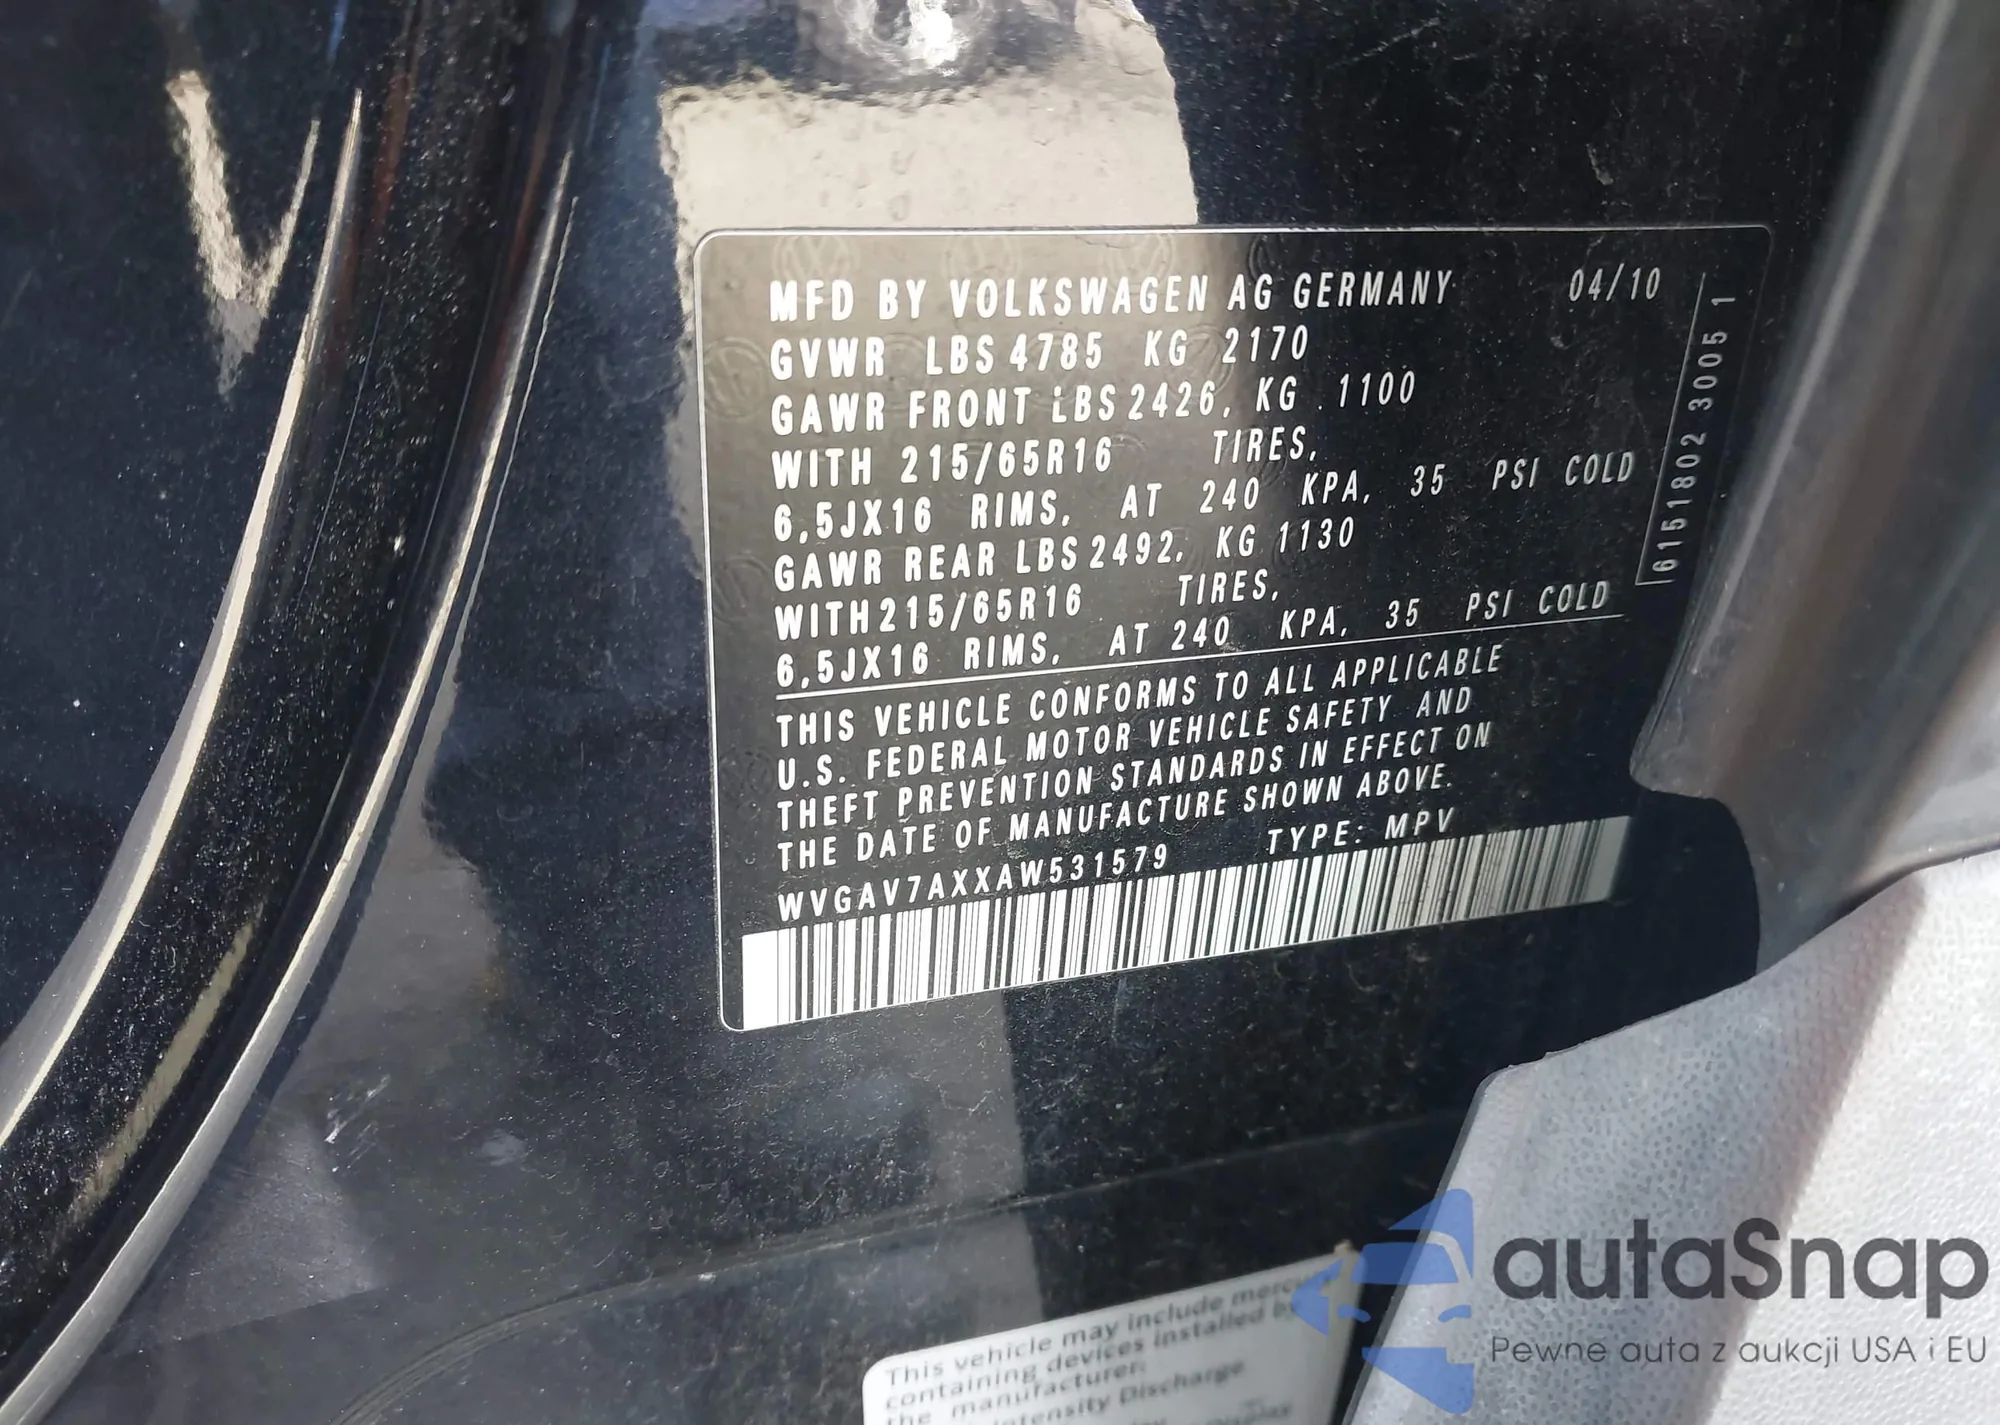 MFD BY VOLKSWAGEN AG GERMANY 04/10
GVWR LBS 4785 KG 2170
GAWR FRONT LBS 2426, KG 1100
WITH 215/65R16 TIRES,
6,5JX16 RIMS, AT 240 KPA, 35 PSI COLD
GAWR REAR LBS 2492, KG 1130
WITH 215/65R16 TIRES,
6,5JX16 RIMS, AT 240 KPA, 35 PSI COLD
6151802 3005 1
THIS VEHICLE CONFORMS TO ALL APPLICABLE
U.S. FEDERAL MOTOR VEHICLE SAFETY AND
THEFT PREVENTION STANDARDS IN EFFECT ON
THE DATE OF MANUFACTURE SHOWN ABOVE.
WVGAV7AXXAW531579 TYPE: MPV
This vehicle may include
containing devices installed by
the manufacturer:
Discharge
autaSnap
Pewne auta z aukcji USA i EU